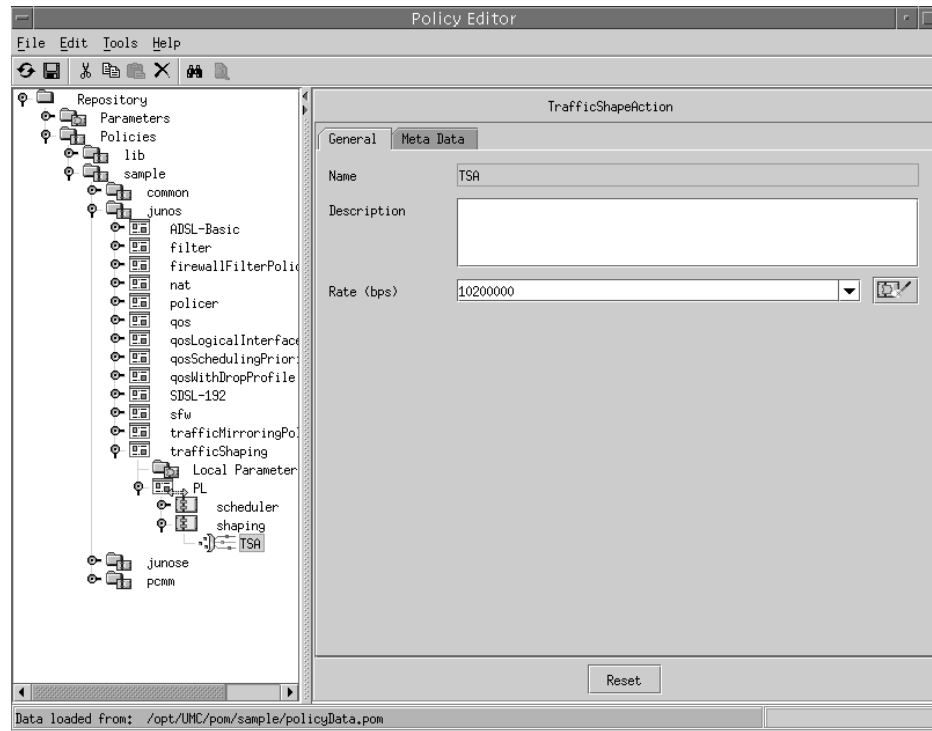 Policy Editor
File Edit Tools Help
Repository
Parameters
Policies
lib
sample
common
junos
ADSL-Basic
filter
firewallFilterPolic
nat
policer
qos
qosLogicalInterface
qosSchedulingPrior
qosWithDropProfile
SDSL-192
sfw
trafficMirroringPol
trafficShaping
Local Parameter
PL
scheduler
shaping
TSA
junose
pcmm
TrafficShapeAction
General Meta Data
Name TSA
Description
Rate (bps) 10200000
Reset
Data loaded from: /opt/UMC/pom/sample/policyData.pom